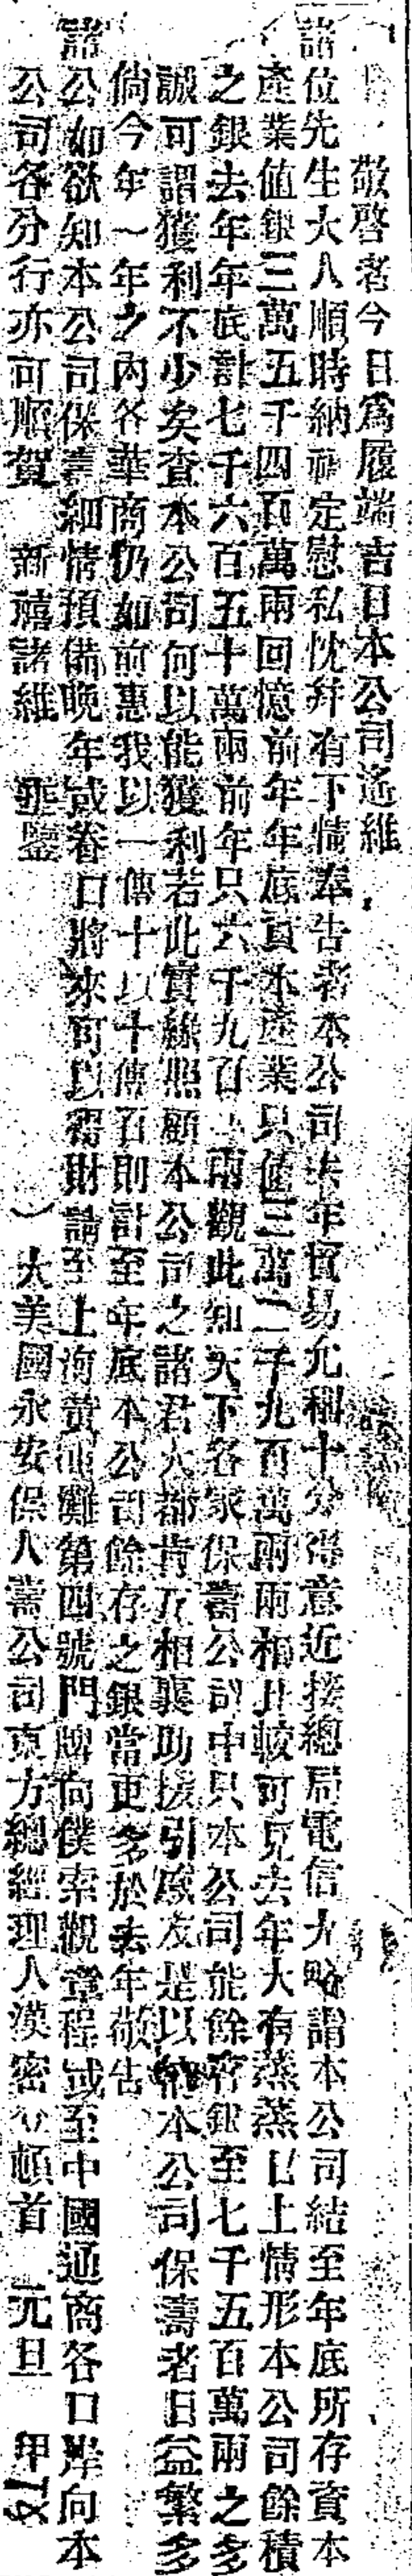 敬啓者今日爲履端吉日本公司遙維
諸位先生大人順時納祜定慰私忱并有下情奉告者本公司去年貿易尤稱十分得意近接總局電信大略謂本公司結至年底所存資本
產業値銀三萬五千四百萬兩回憶前年年底資本產業只值三萬二千九百萬兩兩相比較可見去年大有蒸蒸日上情形本公司餘積
之銀去年年底計七千六百五十萬兩前年只六千九百兩觀此知天下各家保壽公司中只本公司能餘存銀至七千五百萬兩之多
誠可謂獲利不少矣查本公司何以能獲利若此實緣照顧本公司之諸君大都肯互相襄助援引戚友是以向本公司保壽者日益繁多
倘今年一年之內各華商仍如前惠我以一傳十以十傳百則計至年底本公司餘存之銀當更多於去年敬告
諸公如欲知本公司保壽細情預備晚年或眷口將來可以獲財請至上海黃浦灘第四號門牌向僕索觀章程或至中國通商各口岸向本
公司各分行亦可順賀 新禧諸維 垂鑒 大美國永安保人壽公司東方總經理人漢密頓首 元旦 甲